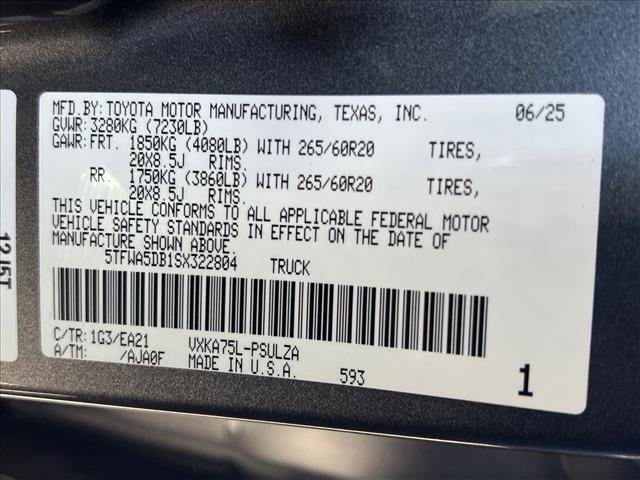 MFD.BY:TOYOTA MOTOR MANUFACTURING, TEXAS, INC. 06/25
GVWR:3280KG (7230LB)
GAWR:FRT. 1850KG (4080LB) WITH 265/60R20 TIRES,
20X8.5J RIMS.
RR. 1750KG (3860LB) WITH 265/60R20 TIRES,
20X8.5J RIMS.
THIS VEHICLE CONFORMS TO ALL APPLICABLE FEDERAL MOTOR
VEHICLE SAFETY STANDARDS IN EFFECT ON THE DATE OF
MANUFACTURE SHOWN ABOVE.
5TFWA5DB1SX322804 TRUCK
C/TR:1G3/EA21 VXKA75L-PSULZA
A/TM: /AJA0F MADE IN U.S.A. 593 1
1215T